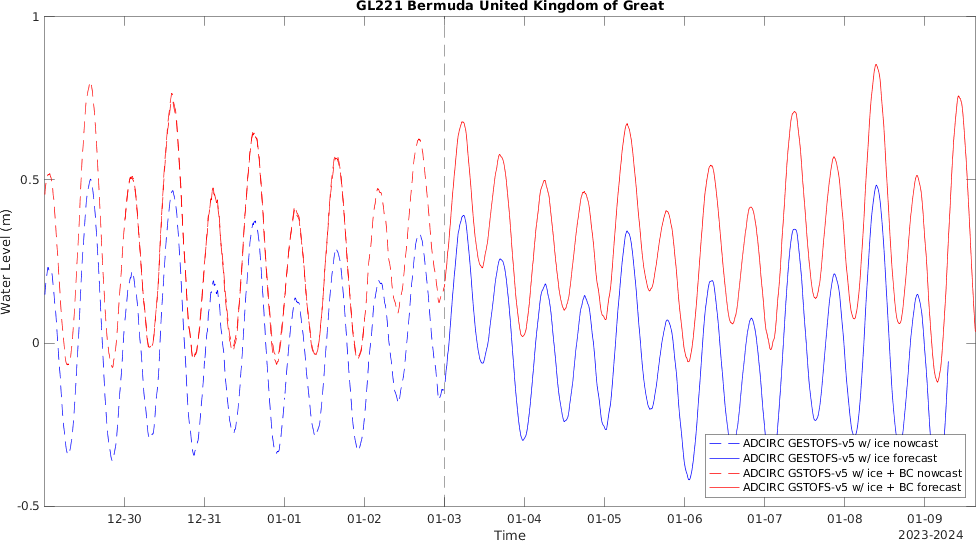 GL221 Bermuda United Kingdom of Great
Water Level (m)
1
0.5
0
-0.5
12-30 12-31 01-01 01-02 01-03 01-04 01-05 01-06 01-07 01-08 01-09
Time
2023-2024
ADCIRC GESTOFS-v5 w/ ice nowcast
ADCIRC GESTOFS-v5 w/ ice forecast
ADCIRC GSTOFS-v5 w/ ice + BC nowcast
ADCIRC GSTOFS-v5 w/ ice + BC forecast